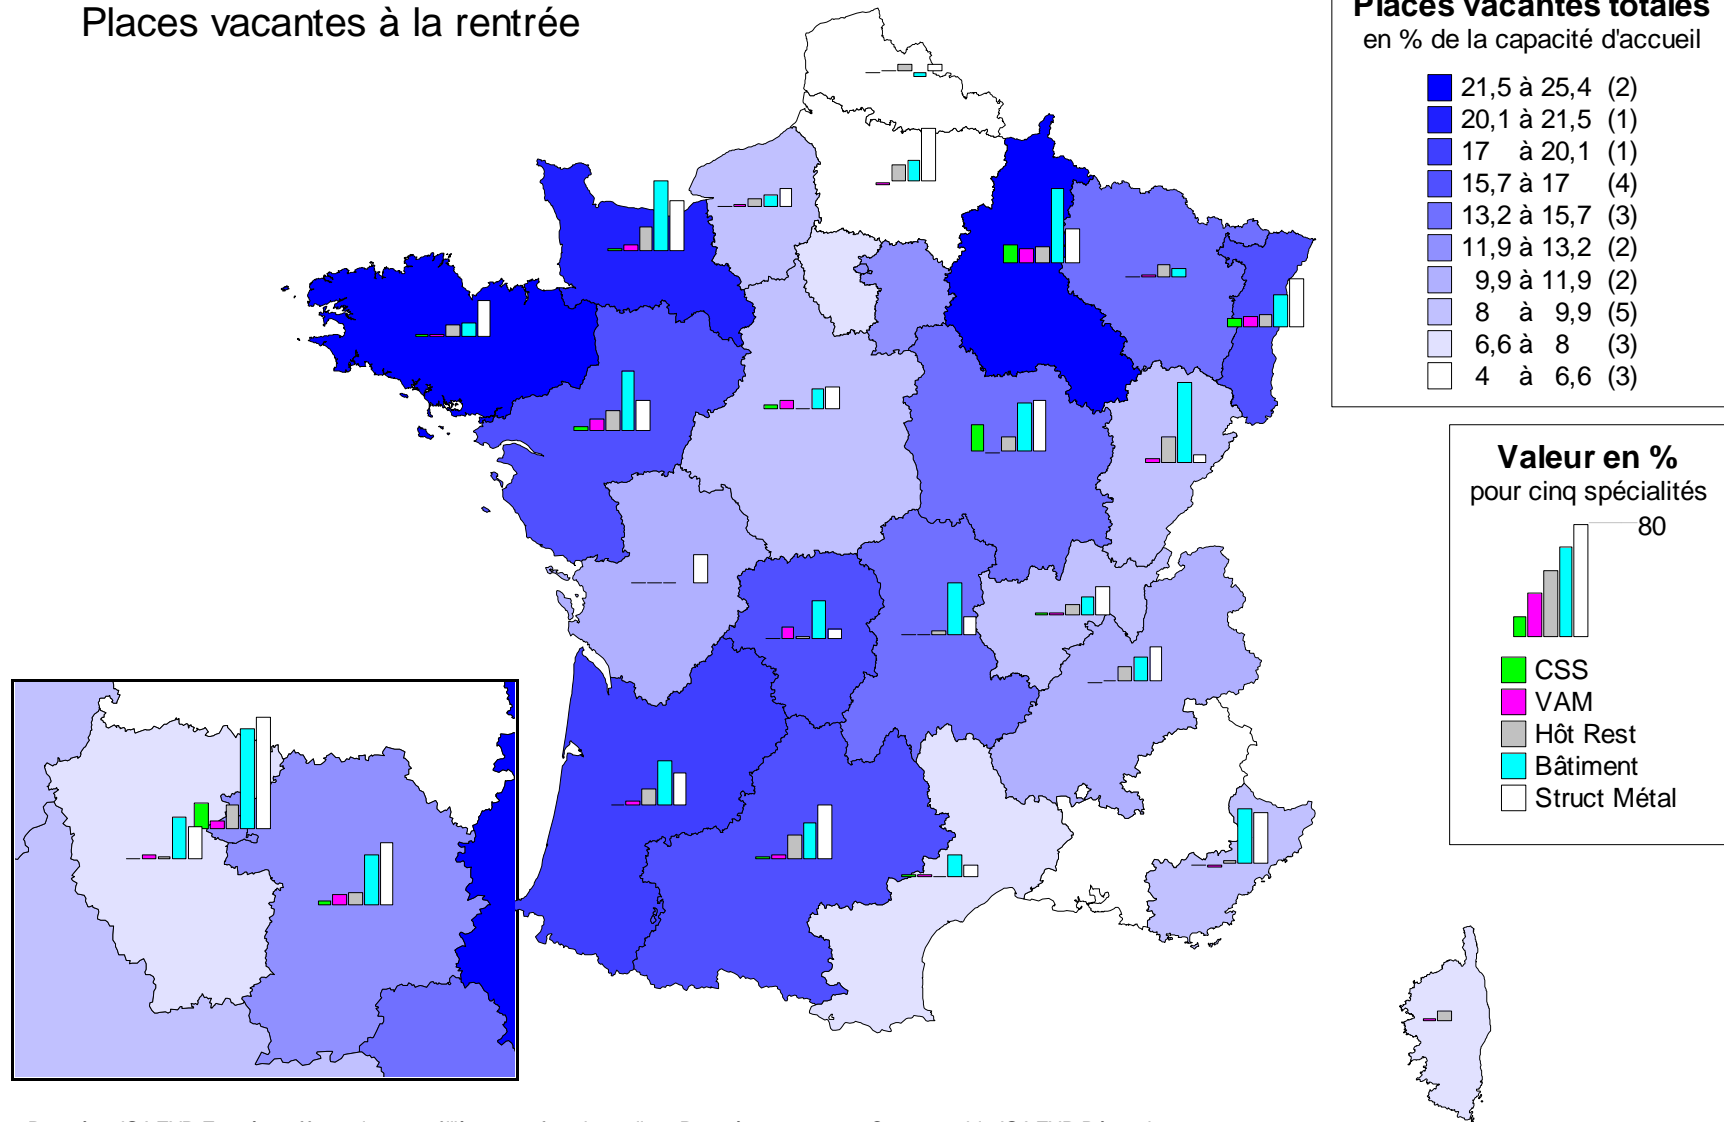 Places vacantes à la rentrée
Places vacantes totales
en % de la capacité d'accueil
21,5 à 25,4 (2)
20,1 à 21,5 (1)
17 à 20,1 (1)
15,7 à 17 (4)
13,2 à 15,7 (3)
11,9 à 13,2 (2)
9,9 à 11,9 (2)
8 à 9,9 (5)
6,6 à 8 (3)
4 à 6,6 (3)
Valeur en %
pour cinq spécialités
80
CSS
VAM
Hôt Rest
Bâtiment
Struct Métal